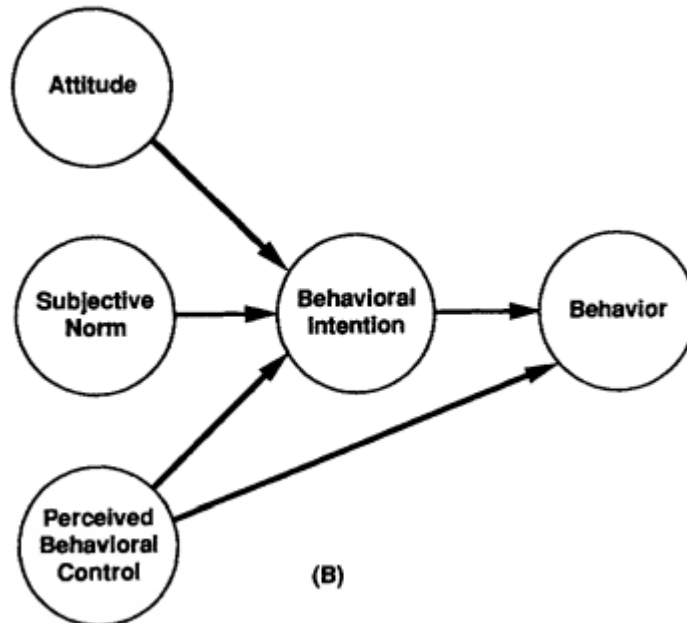 Attitude
Subjective
Norm
Behavioral
Intention
Behavior
Perceived
Behavioral
Control
(B)